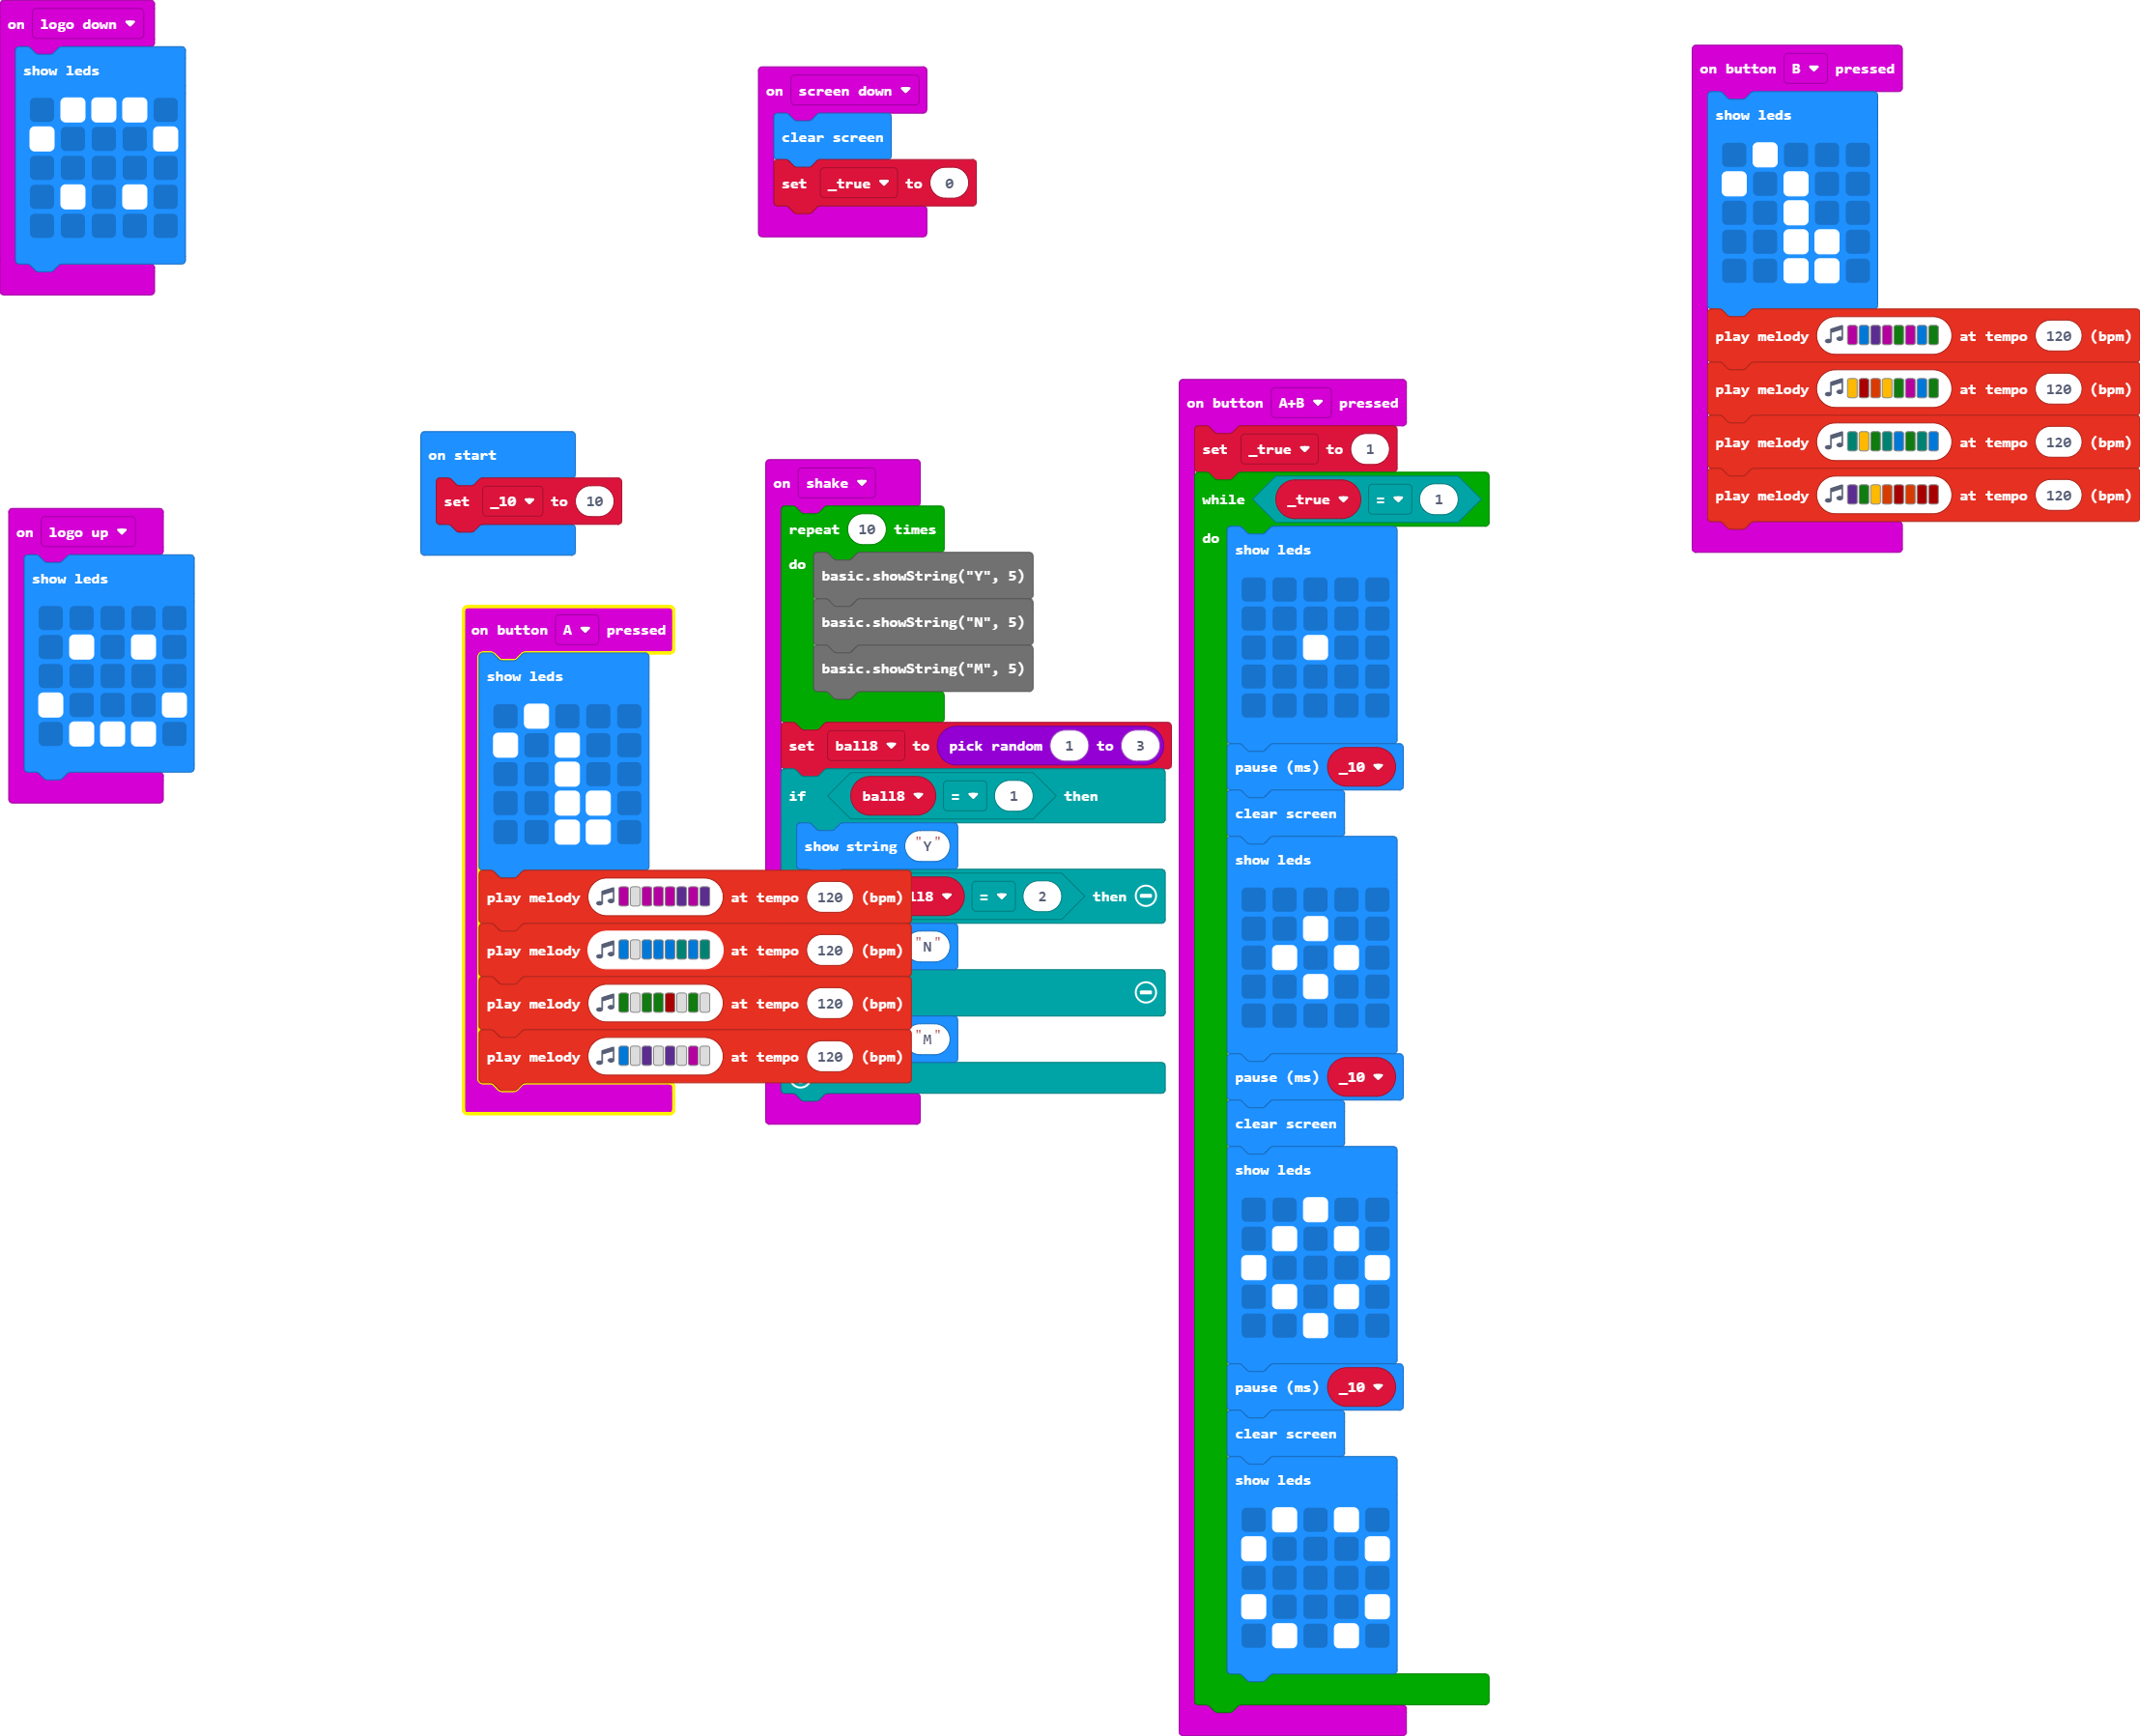 on logo down
show leds
on screen down
clear screen
set _true to 0
on button B pressed
show leds
play melody at tempo 120 (bpm)
play melody at tempo 120 (bpm)
play melody at tempo 120 (bpm)
play melody at tempo 120 (bpm)
on logo up
show leds
on start
set _10 to 10
on button A pressed
show leds
play melody at tempo 120 (bpm)
play melody at tempo 120 (bpm)
play melody at tempo 120 (bpm)
play melody at tempo 120 (bpm)
on shake
repeat 10 times
do
basic.showString("Y", 5)
basic.showString("N", 5)
basic.showString("M", 5)
set ball8 to pick random 1 to 3
if ball8 = 1 then
show string "Y"
ll8 = 2 then
"N"
"M"
on button A+B pressed
set _true to 1
while _true = 1
do
show leds
pause (ms) _10
clear screen
show leds
pause (ms) _10
clear screen
show leds
pause (ms) _10
clear screen
show leds